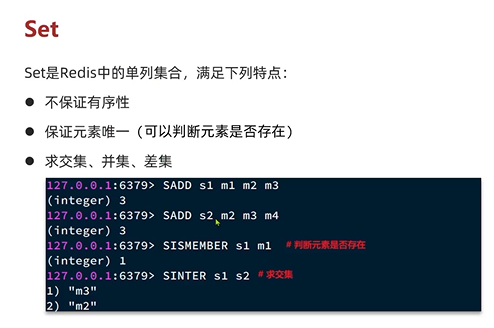 Set
Set是Redis中的单列集合，满足下列特点：
● 不保证有序性
● 保证元素唯一（可以判断元素是否存在）
● 求交集、并集、差集
127.0.0.1:6379> SADD s1 m1 m2 m3
(integer) 3
127.0.0.1:6379> SADD s2 m2 m3 m4
(integer) 3
127.0.0.1:6379> SISMEMBER s1 m1 # 判断元素是否存在
(integer) 1
127.0.0.1:6379> SINTER s1 s2 # 求交集
1) "m3"
2) "m2"